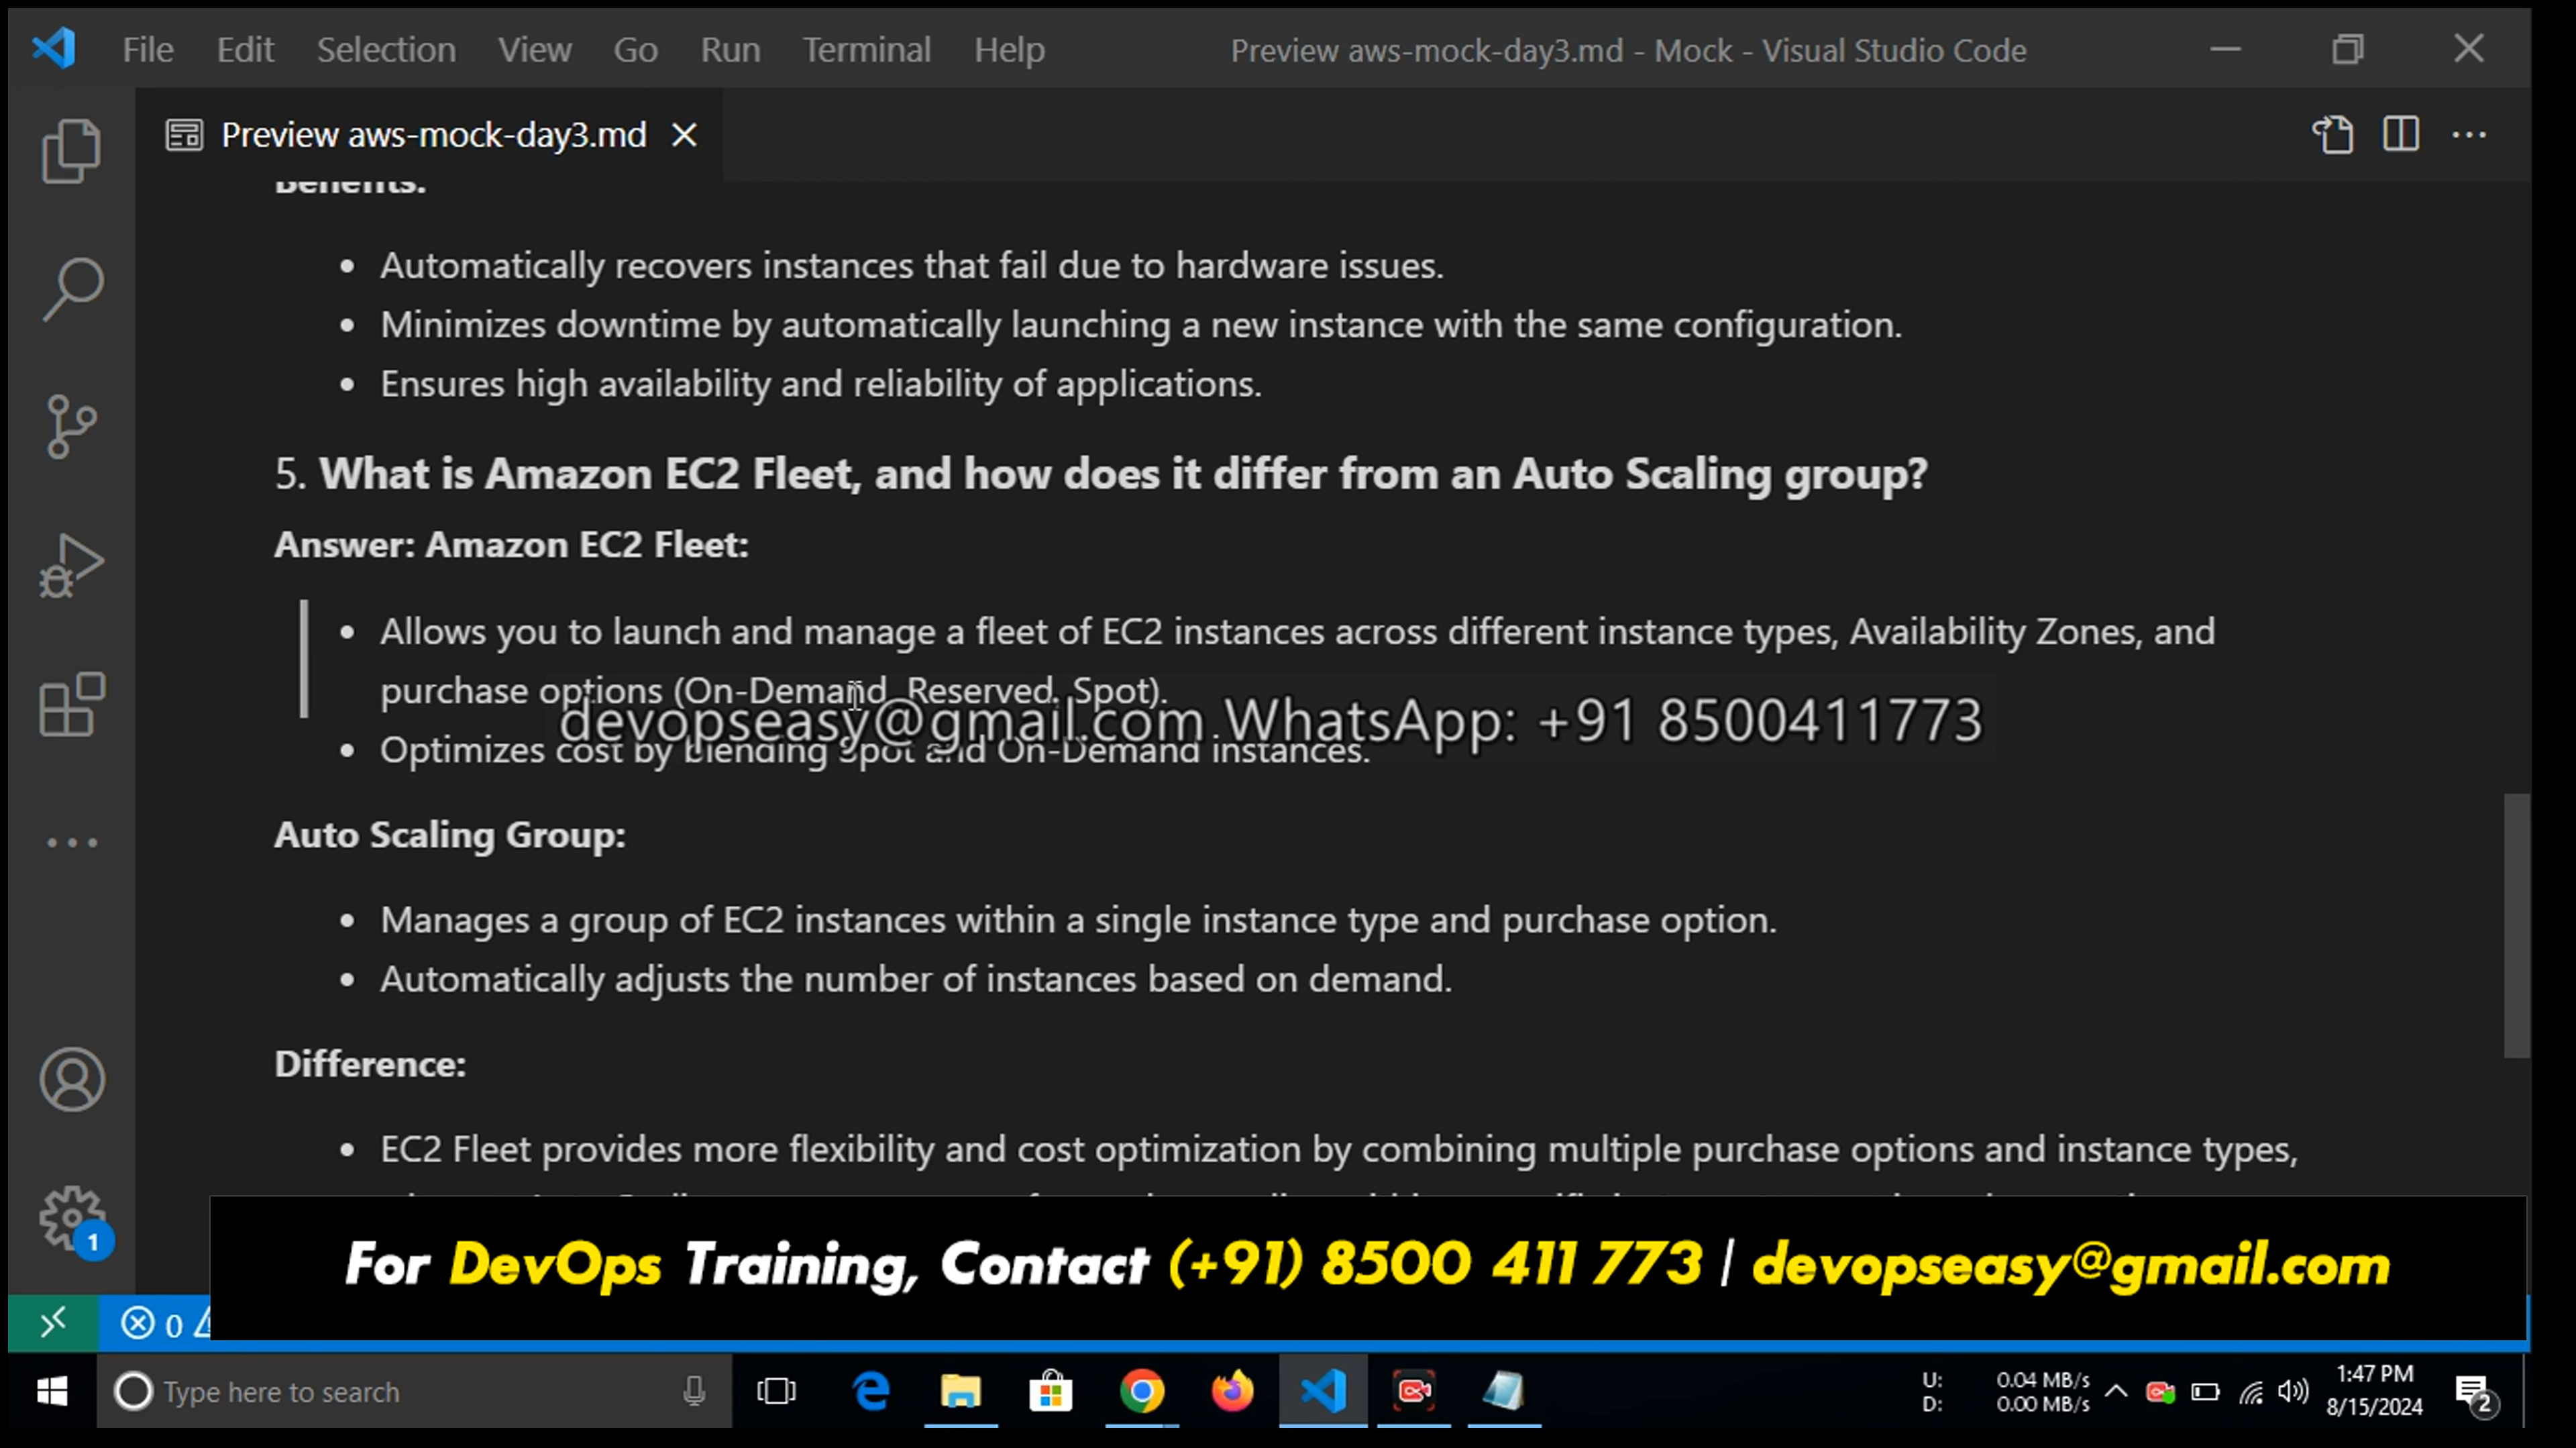 File Edit Selection View Go Run Terminal Help Preview aws-mock-day3.md - Mock - Visual Studio Code
Preview aws-mock-day3.md
Benefits:
• Automatically recovers instances that fail due to hardware issues.
• Minimizes downtime by automatically launching a new instance with the same configuration.
• Ensures high availability and reliability of applications.
5. What is Amazon EC2 Fleet, and how does it differ from an Auto Scaling group?
Answer: Amazon EC2 Fleet:
• Allows you to launch and manage a fleet of EC2 instances across different instance types, Availability Zones, and
purchase options (On-Demand, Reserved, Spot).
devopseasy@gmail.com WhatsApp: +91 8500411773
• Optimizes cost by blending Spot and On-Demand instances.
Auto Scaling Group:
• Manages a group of EC2 instances within a single instance type and purchase option.
• Automatically adjusts the number of instances based on demand.
Difference:
• EC2 Fleet provides more flexibility and cost optimization by combining multiple purchase options and instance types,
1
For DevOps Training, Contact (+91) 8500 411 773 | devopseasy@gmail.com
0
Type here to search
U: 0.04 MB/s
D: 0.00 MB/s
1:47 PM
8/15/2024
2